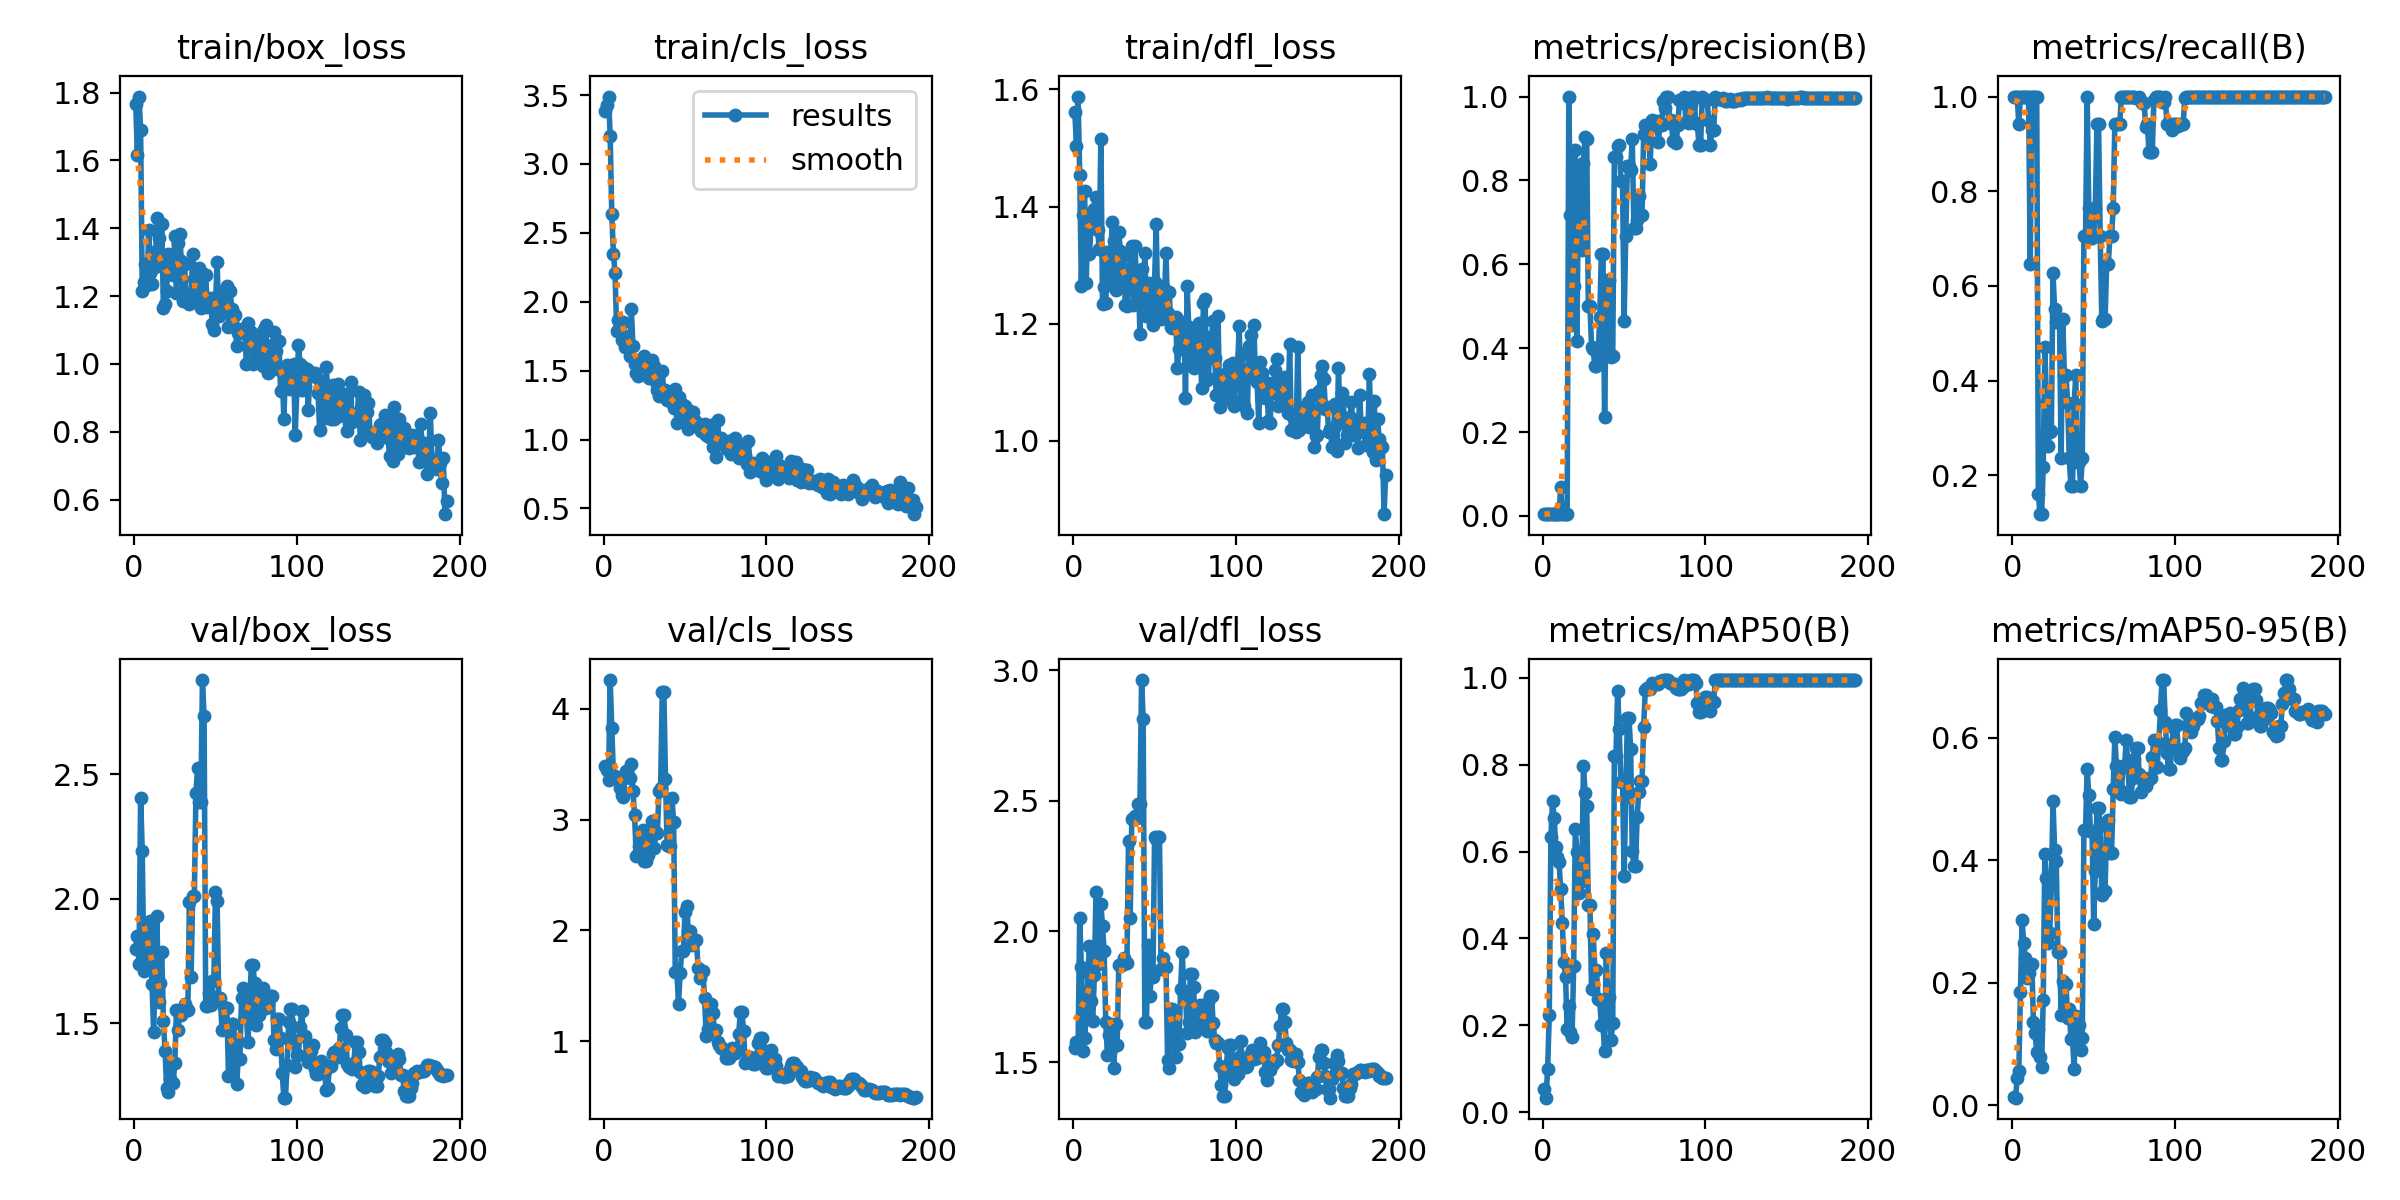 train/box_loss
1.8
1.6
1.4
1.2
1.0
0.8
0.6
0 100 200
train/cls_loss
results
smooth
3.5
3.0
2.5
2.0
1.5
1.0
0.5
0 100 200
train/dfl_loss
1.6
1.4
1.2
1.0
0 100 200
metrics/precision(B)
1.0
0.8
0.6
0.4
0.2
0.0
0 100 200
metrics/recall(B)
1.0
0.8
0.6
0.4
0.2
0 100 200
val/box_loss
2.5
2.0
1.5
0 100 200
val/cls_loss
4
3
2
1
0 100 200
val/dfl_loss
3.0
2.5
2.0
1.5
0 100 200
metrics/mAP50(B)
1.0
0.8
0.6
0.4
0.2
0.0
0 100 200
metrics/mAP50-95(B)
0.6
0.4
0.2
0.0
0 100 200